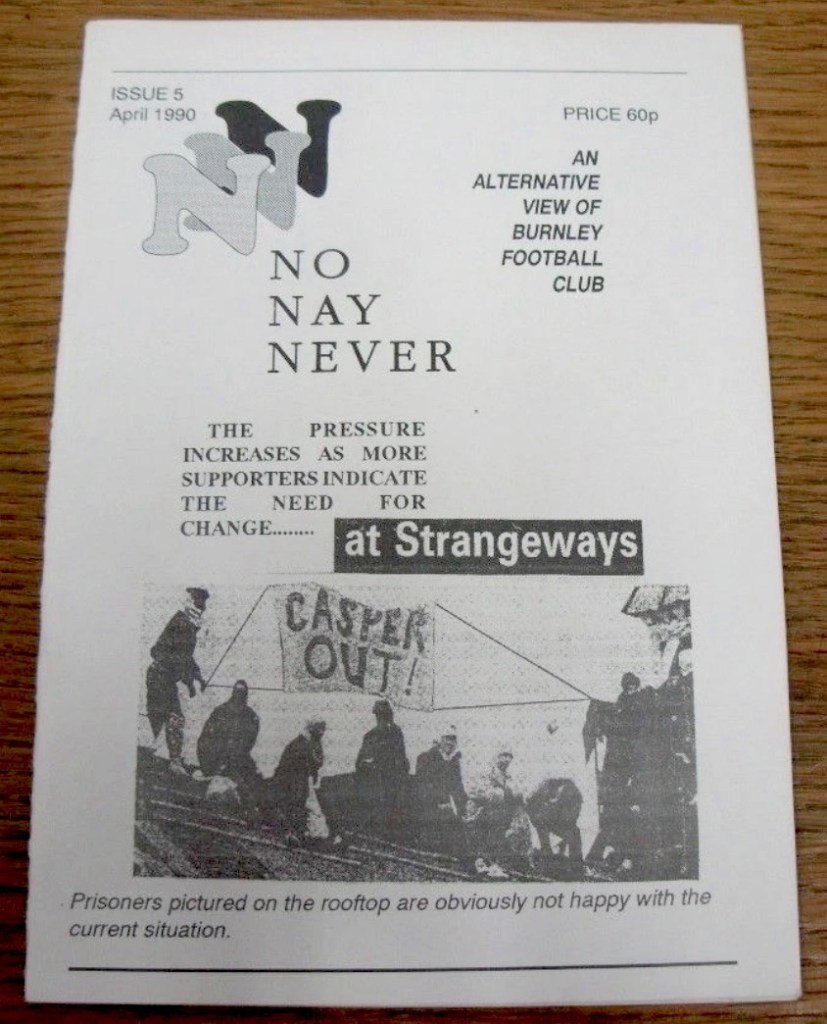 ISSUE 5
April 1990
PRICE 60p
NNN
AN
ALTERNATIVE
VIEW OF
BURNLEY
FOOTBALL
CLUB
NO
NAY
NEVER
THE PRESSURE
INCREASES AS MORE
SUPPORTERS INDICATE
THE NEED FOR
CHANGE........
at Strangeways
CASPER
OUT!
Prisoners pictured on the rooftop are obviously not happy with the
current situation.